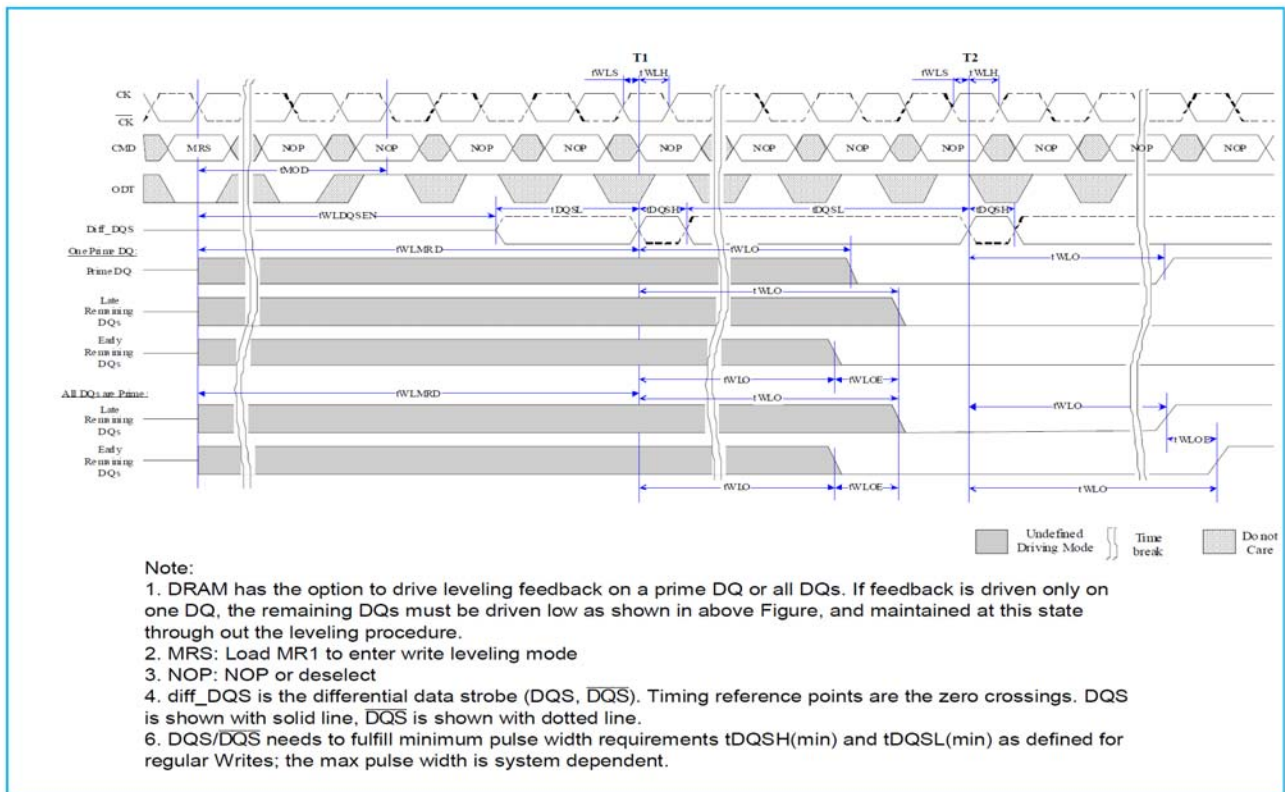 T1 T2
tWLS tWLH tWLS tWLH
CK
CK
CMD MRS NOP NOP NOP NOP NOP NOP NOP NOP NOP NOP
tMOD
ODT
tWLDQSEN tDQSL tDQSH tDQSL tDQSH
Diff_DQS
One Prime DQ: tWLMRD tWLO tWLO
Prime DQ
tWLO
Late
Remaining
DQs
Early
Remaining
DQs
tWLO tWLOE
All DQs are Prime: tWLMRD tWLO tWLO
Late
Remaining
DQs
tWLOE
Early
Remaining
DQs
tWLO tWLOE tWLO
Undefined
Driving Mode
Time
break
Do not
Care
Note:
1. DRAM has the option to drive leveling feedback on a prime DQ or all DQs. If feedback is driven only on
one DQ, the remaining DQs must be driven low as shown in above Figure, and maintained at this state
through out the leveling procedure.
2. MRS: Load MR1 to enter write leveling mode
3. NOP: NOP or deselect
4. diff_DQS is the differential data strobe (DQS, DQS). Timing reference points are the zero crossings. DQS
is shown with solid line, DQS is shown with dotted line.
6. DQS/DQS needs to fulfill minimum pulse width requirements tDQSH(min) and tDQSL(min) as defined for
regular Writes; the max pulse width is system dependent.